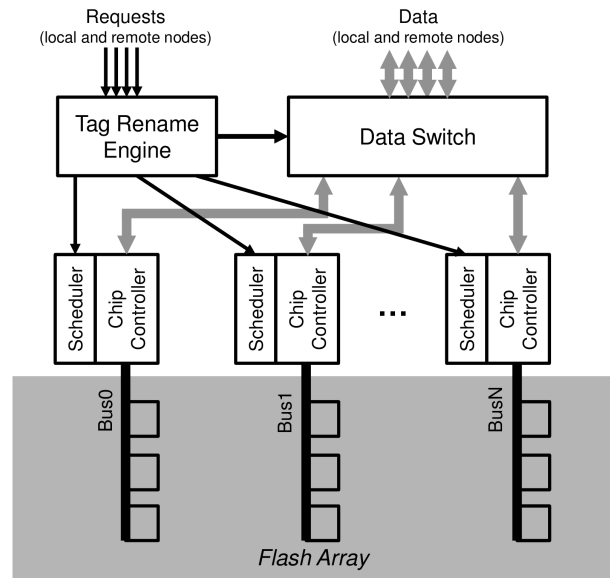 Requests
(local and remote nodes)
Data
(local and remote nodes)
Tag Rename
Engine
Data Switch
Scheduler
Chip
Controller
Scheduler
Chip
Controller
...
Scheduler
Chip
Controller
Bus0
Bus1
BusN
Flash Array